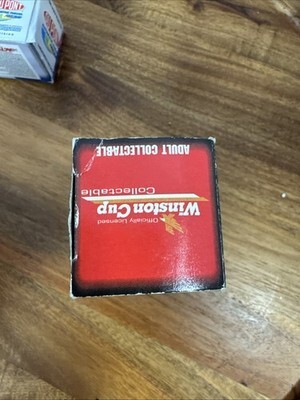 Officially Licensed
Winston Cup
Collectable
ADULT COLLECTABLE